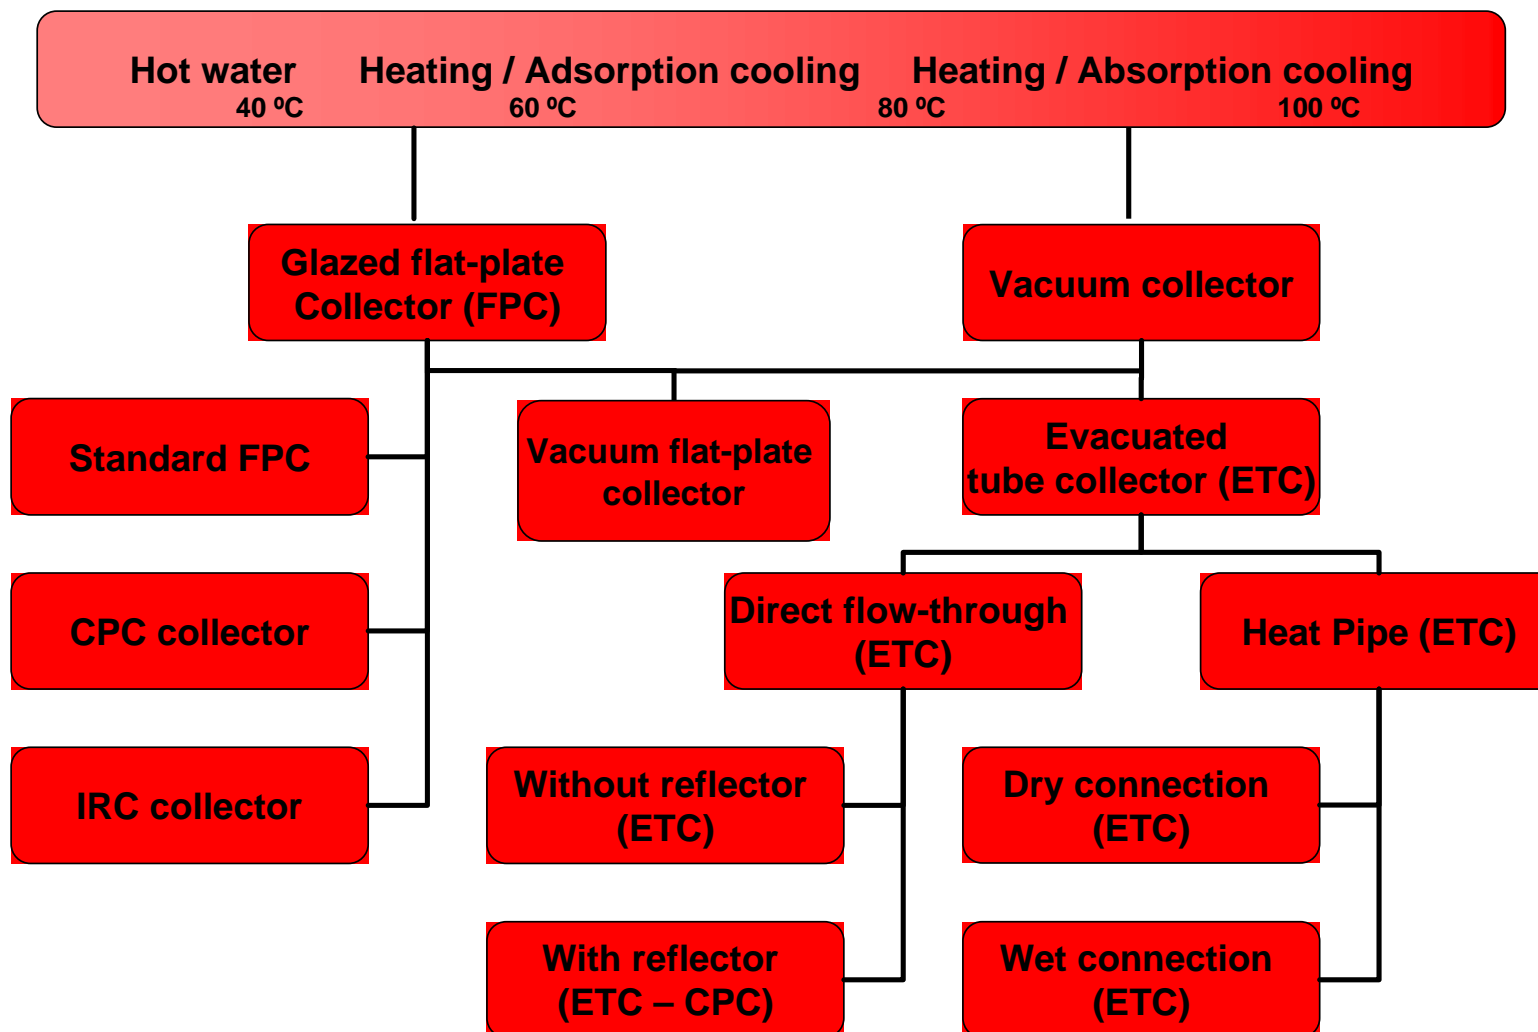 Hot water Heating / Adsorption cooling Heating / Absorption cooling
40 ºC 60 ºC 80 ºC 100 ºC
Glazed flat-plate
Collector (FPC)
Vacuum collector
Standard FPC
Vacuum flat-plate
collector
Evacuated
tube collector (ETC)
CPC collector
Direct flow-through
(ETC)
Heat Pipe (ETC)
IRC collector
Without reflector
(ETC)
Dry connection
(ETC)
With reflector
(ETC – CPC)
Wet connection
(ETC)